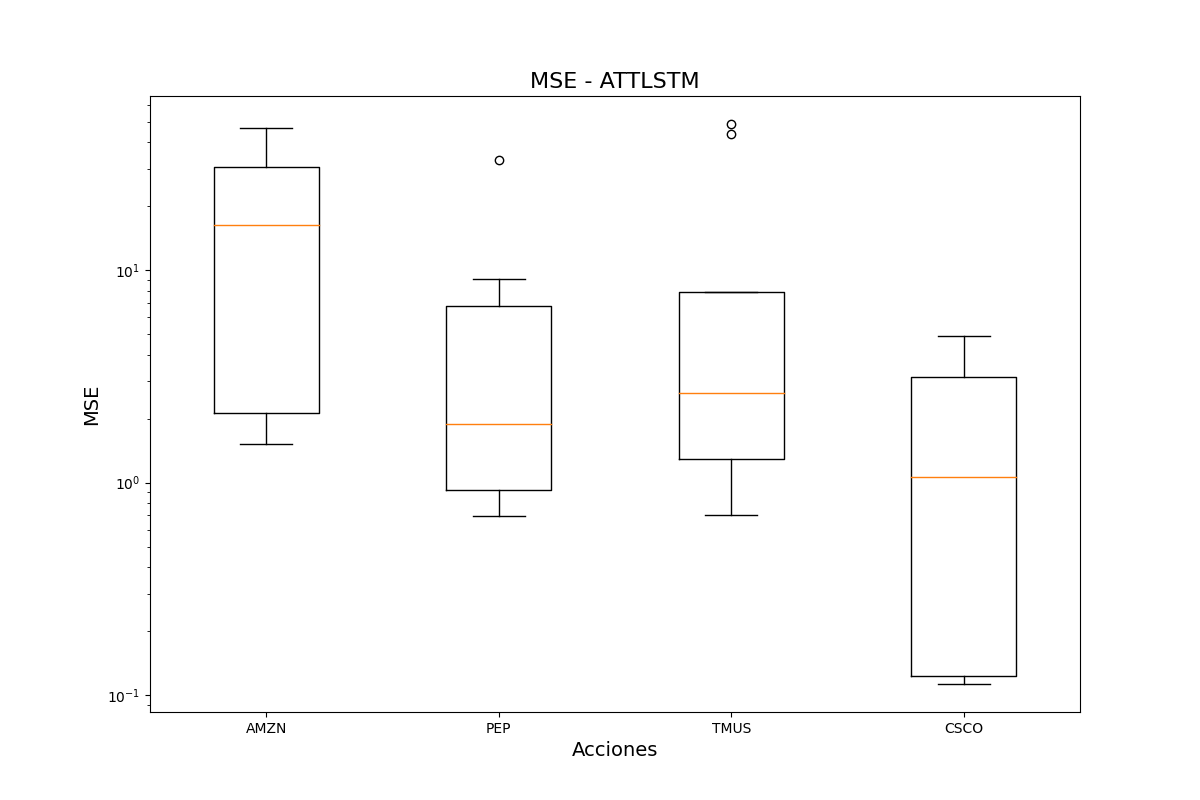 MSE - ATTLSTM
MSE
10¹
10⁰
10⁻¹
AMZN PEP TMUS CSCO
Acciones